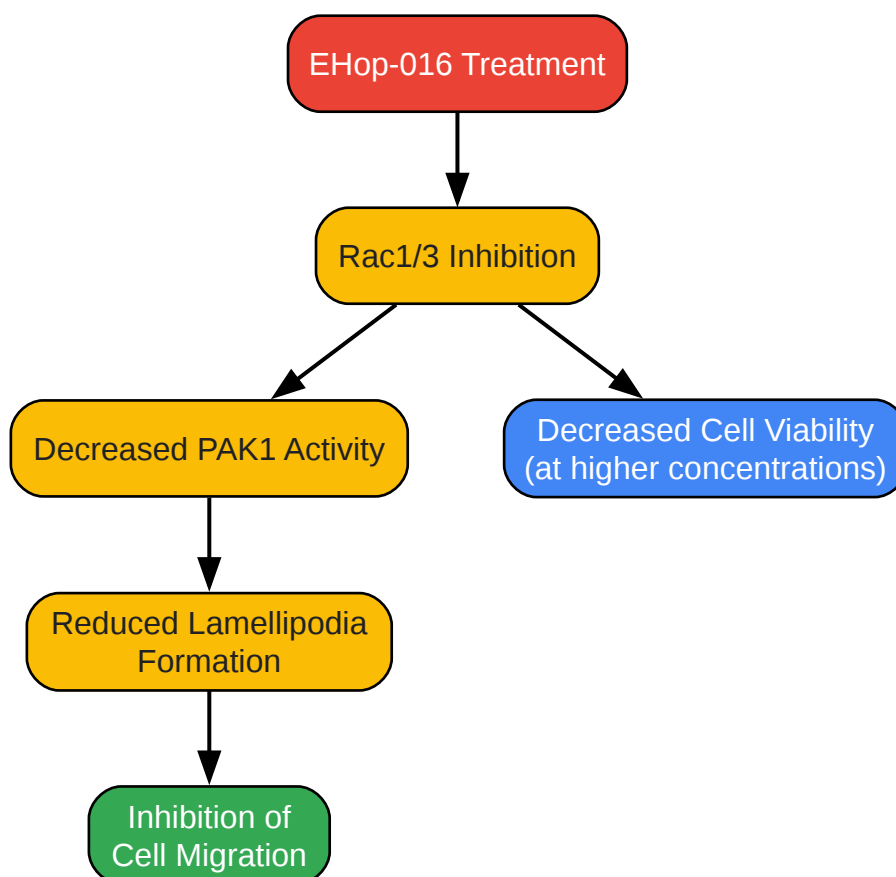 EHop-016 Treatment
Rac1/3 Inhibition
Decreased PAK1 Activity
Decreased Cell Viability
(at higher concentrations)
Reduced Lamellipodia
Formation
Inhibition of
Cell Migration